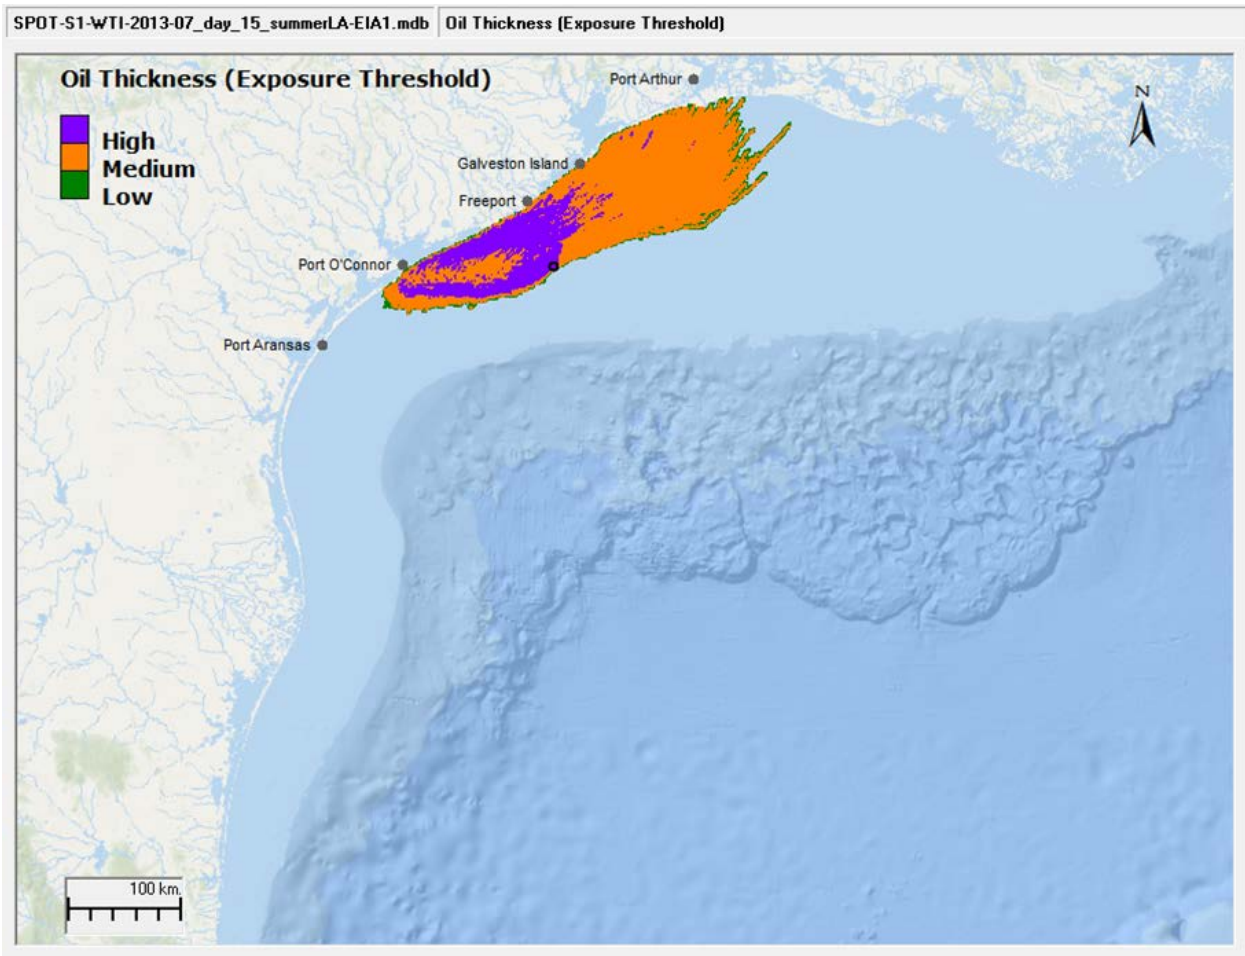 SPOT-S1-WTI-2013-07_day_15_summerLA-EIA1.mdb Oil Thickness (Exposure Threshold)
Oil Thickness (Exposure Threshold)
High
Medium
Low
Port Arthur
N
Galveston Island
Freeport
Port O'Connor
Port Aransas
100 km.